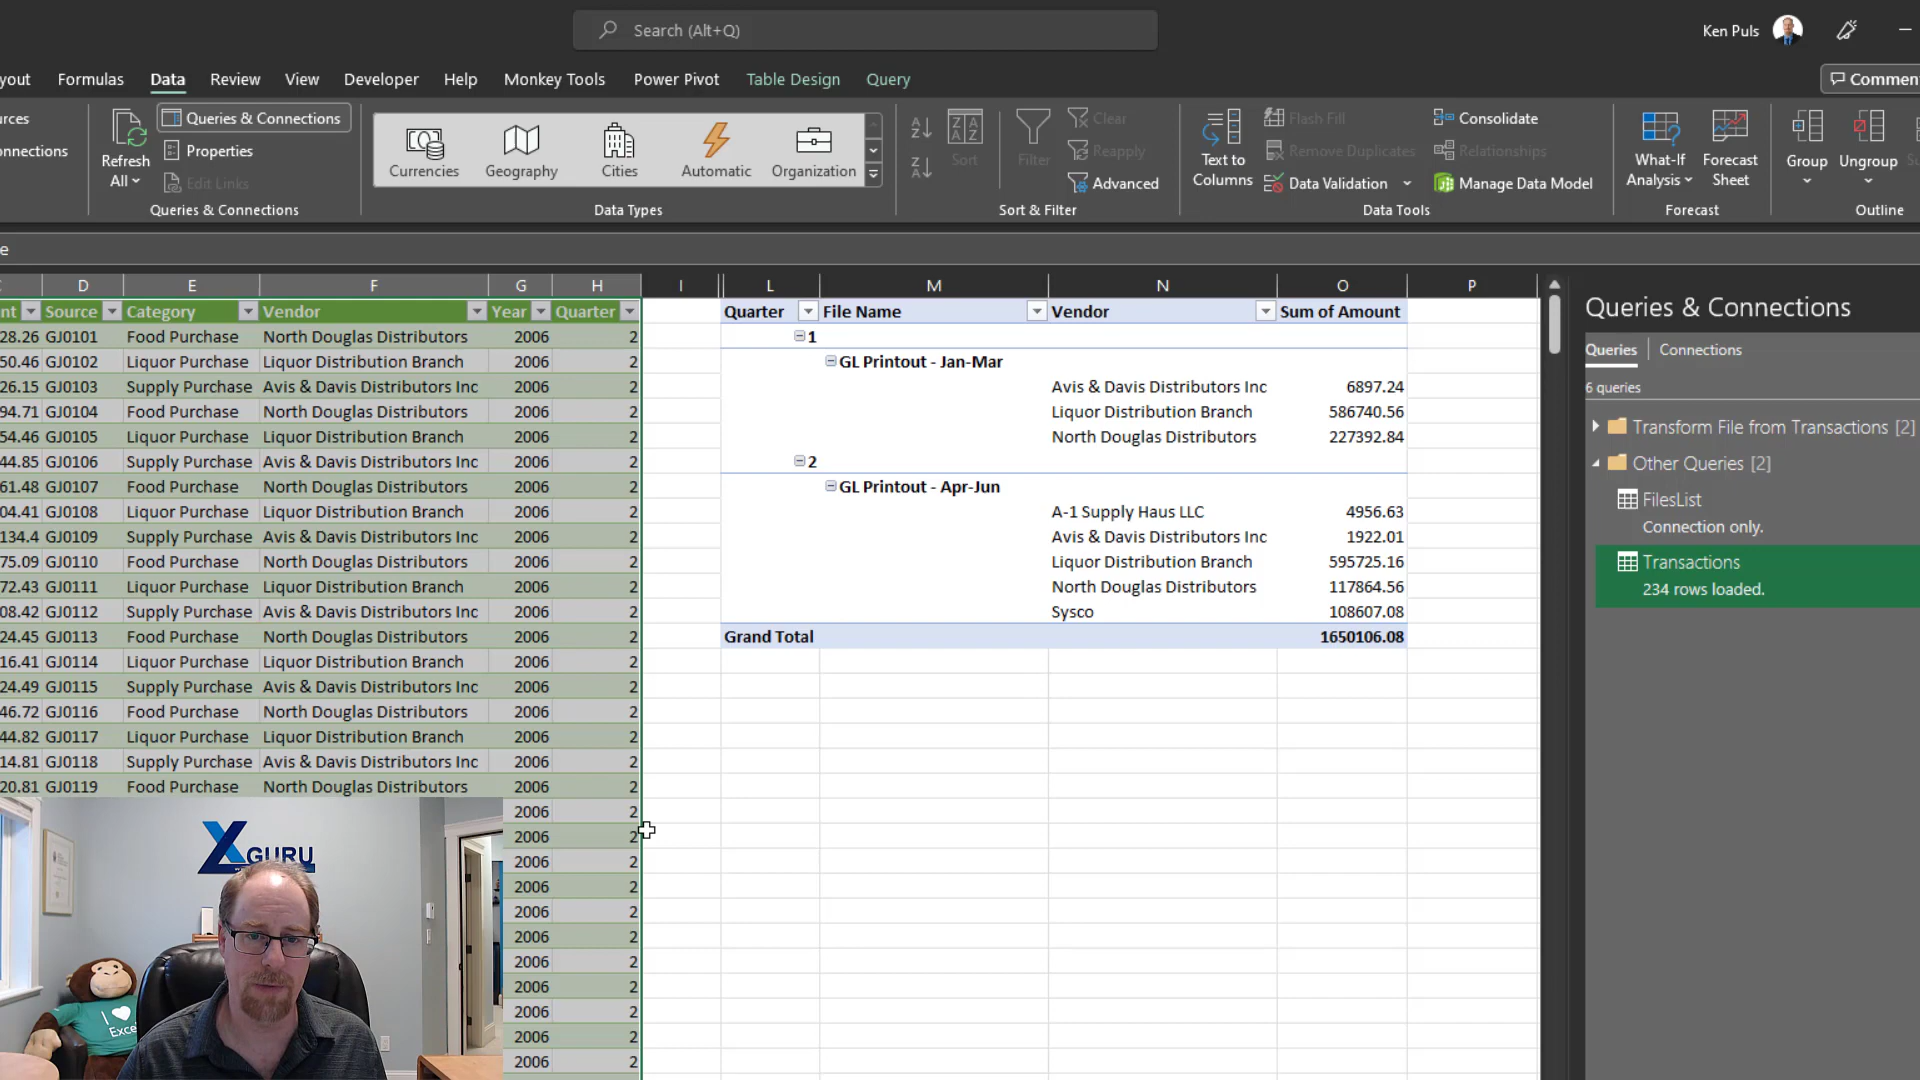 Search (Alt+Q)
Ken Puls
yout Formulas Data Review View Developer Help Monkey Tools Power Pivot Table Design Query
Commen
rces
onnections
Refresh All
Queries & Connections
Properties
Edit Links
Queries & Connections
Currencies Geography Cities Automatic Organization
Data Types
Sort
Filter
Clear
Reapply
Advanced
Sort & Filter
Text to Columns
Flash Fill
Remove Duplicates
Data Validation
Consolidate
Relationships
Manage Data Model
Data Tools
What-If Analysis
Forecast Sheet
Forecast
Group
Ungroup
Outline
e
D E F G H I L M N O P
nt Source Category Vendor Year Quarter
28.26 GJ0101 Food Purchase North Douglas Distributors 2006 2
50.46 GJ0102 Liquor Purchase Liquor Distribution Branch 2006 2
26.15 GJ0103 Supply Purchase Avis & Davis Distributors Inc 2006 2
94.71 GJ0104 Food Purchase North Douglas Distributors 2006 2
54.46 GJ0105 Liquor Purchase Liquor Distribution Branch 2006 2
44.85 GJ0106 Supply Purchase Avis & Davis Distributors Inc 2006 2
61.48 GJ0107 Food Purchase North Douglas Distributors 2006 2
04.41 GJ0108 Liquor Purchase Liquor Distribution Branch 2006 2
134.4 GJ0109 Supply Purchase Avis & Davis Distributors Inc 2006 2
75.09 GJ0110 Food Purchase North Douglas Distributors 2006 2
72.43 GJ0111 Liquor Purchase Liquor Distribution Branch 2006 2
08.42 GJ0112 Supply Purchase Avis & Davis Distributors Inc 2006 2
24.45 GJ0113 Food Purchase North Douglas Distributors 2006 2
16.41 GJ0114 Liquor Purchase Liquor Distribution Branch 2006 2
24.49 GJ0115 Supply Purchase Avis & Davis Distributors Inc 2006 2
46.72 GJ0116 Food Purchase North Douglas Distributors 2006 2
44.82 GJ0117 Liquor Purchase Liquor Distribution Branch 2006 2
14.81 GJ0118 Supply Purchase Avis & Davis Distributors Inc 2006 2
20.81 GJ0119 Food Purchase North Douglas Distributors 2006 2
2006 2
2006 2
2006 2
2006 2
2006 2
2006 2
2006 2
2006 2
2006 2
2006 2
2006 2
Quarter File Name Vendor Sum of Amount
1
GL Printout - Jan-Mar
Avis & Davis Distributors Inc 6897.24
Liquor Distribution Branch 586740.56
North Douglas Distributors 227392.84
2
GL Printout - Apr-Jun
A-1 Supply Haus LLC 4956.63
Avis & Davis Distributors Inc 1922.01
Liquor Distribution Branch 595725.16
North Douglas Distributors 117864.56
Sysco 108607.08
Grand Total 1650106.08
Queries & Connections
Queries Connections
6 queries
Transform File from Transactions [2]
Other Queries [2]
FilesList
Connection only.
Transactions
234 rows loaded.
XGURU
I
Exce